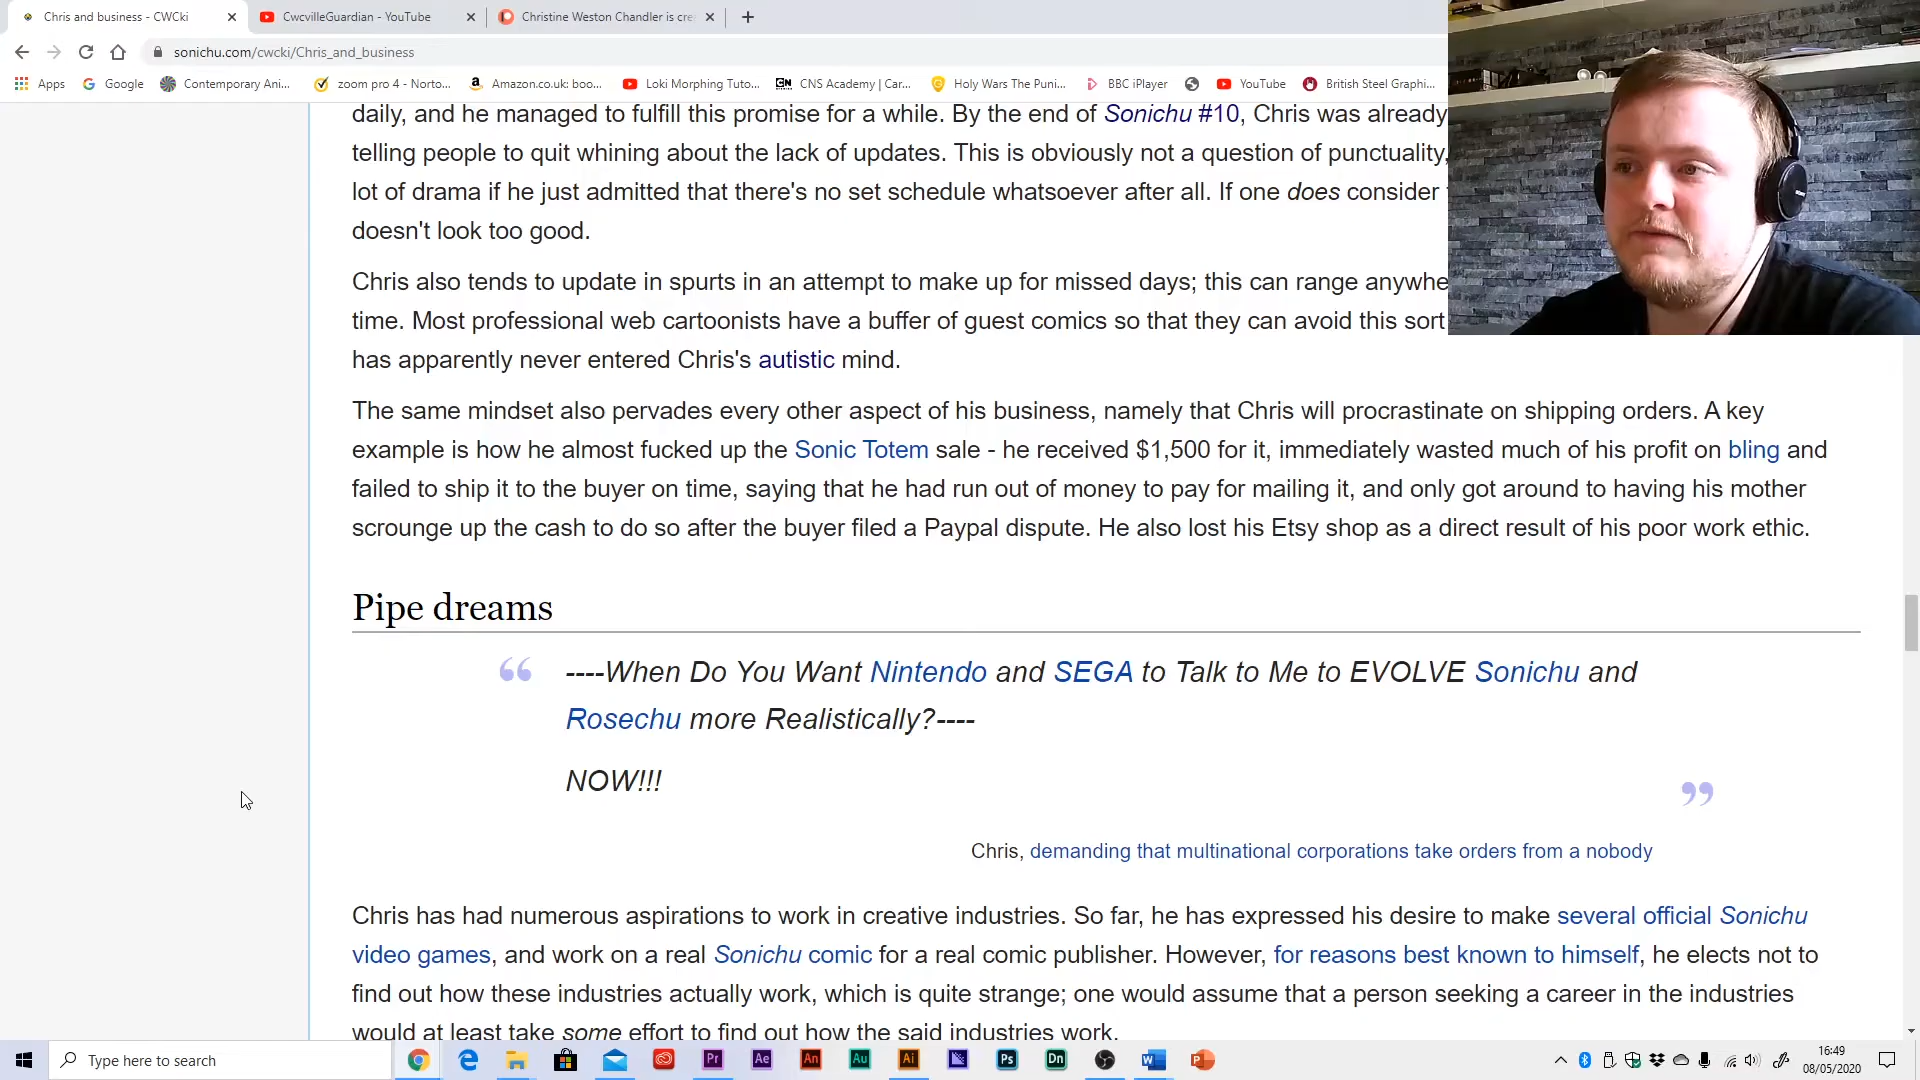 Chris and business - CWCki
CwcvilleGuardian - YouTube
Christine Weston Chandler is cre
sonichu.com/cwcki/Chris_and_business
Apps Google Contemporary Ani... zoom pro 4 - Norto... Amazon.co.uk: boo... Loki Morphing Tuto... CNS Academy | Car... Holy Wars The Puni... BBC iPlayer YouTube British Steel Graphi...
daily, and he managed to fulfill this promise for a while. By the end of Sonichu #10, Chris was already
telling people to quit whining about the lack of updates. This is obviously not a question of punctuality,
lot of drama if he just admitted that there's no set schedule whatsoever after all. If one does consider
doesn't look too good.
Chris also tends to update in spurts in an attempt to make up for missed days; this can range anywhe
time. Most professional web cartoonists have a buffer of guest comics so that they can avoid this sort
has apparently never entered Chris's autistic mind.
The same mindset also pervades every other aspect of his business, namely that Chris will procrastinate on shipping orders. A key
example is how he almost fucked up the Sonic Totem sale - he received $1,500 for it, immediately wasted much of his profit on bling and
failed to ship it to the buyer on time, saying that he had run out of money to pay for mailing it, and only got around to having his mother
scrounge up the cash to do so after the buyer filed a Paypal dispute. He also lost his Etsy shop as a direct result of his poor work ethic.
Pipe dreams
“ ----When Do You Want Nintendo and SEGA to Talk to Me to EVOLVE Sonichu and
Rosechu more Realistically?----
NOW!!! ”
Chris, demanding that multinational corporations take orders from a nobody
Chris has had numerous aspirations to work in creative industries. So far, he has expressed his desire to make several official Sonichu
video games, and work on a real Sonichu comic for a real comic publisher. However, for reasons best known to himself, he elects not to
find out how these industries actually work, which is quite strange; one would assume that a person seeking a career in the industries
would at least take some effort to find out how the said industries work.
Type here to search
Pr Ae An Au Ai Ps Dn
16:49
08/05/2020